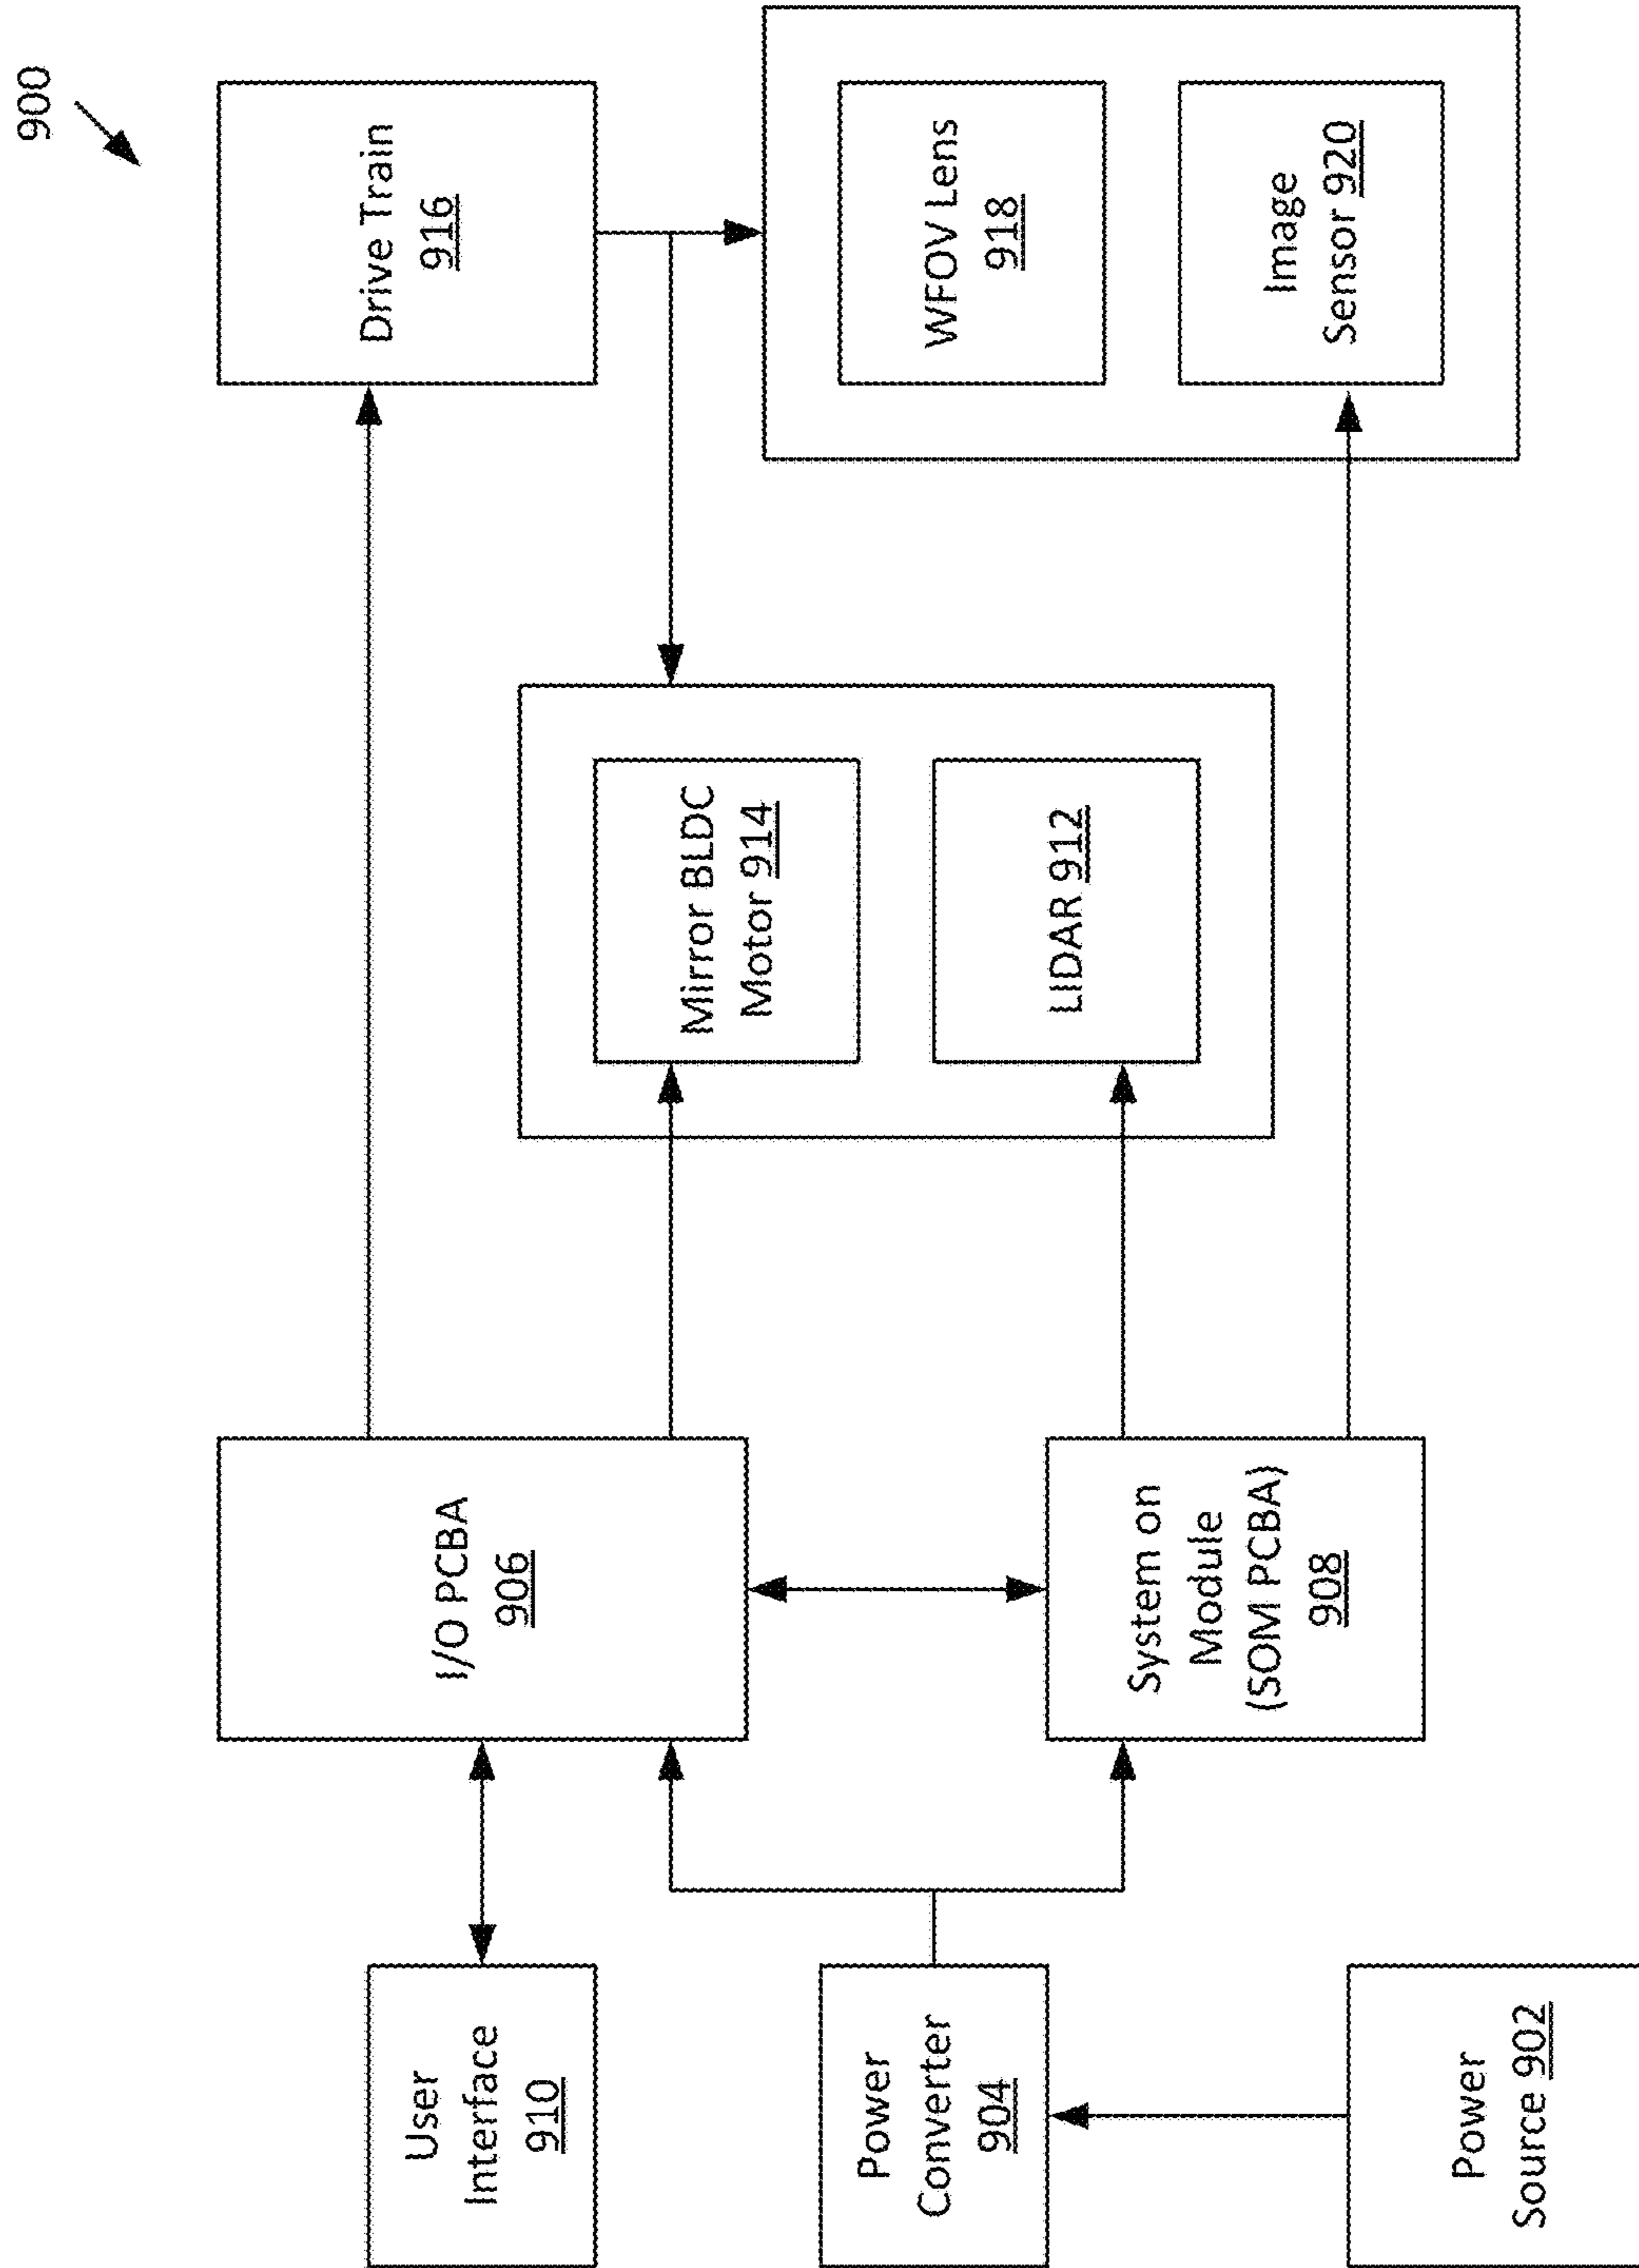 900
User
Interface
910
I/O PCBA
906
Drive Train
916
Power
Converter
904
Mirror BLDC
Motor 914
WFOV Lens
918
System on
Module
(SOM PCBA)
908
LIDAR 912
Image
Sensor 920
Power
Source 902